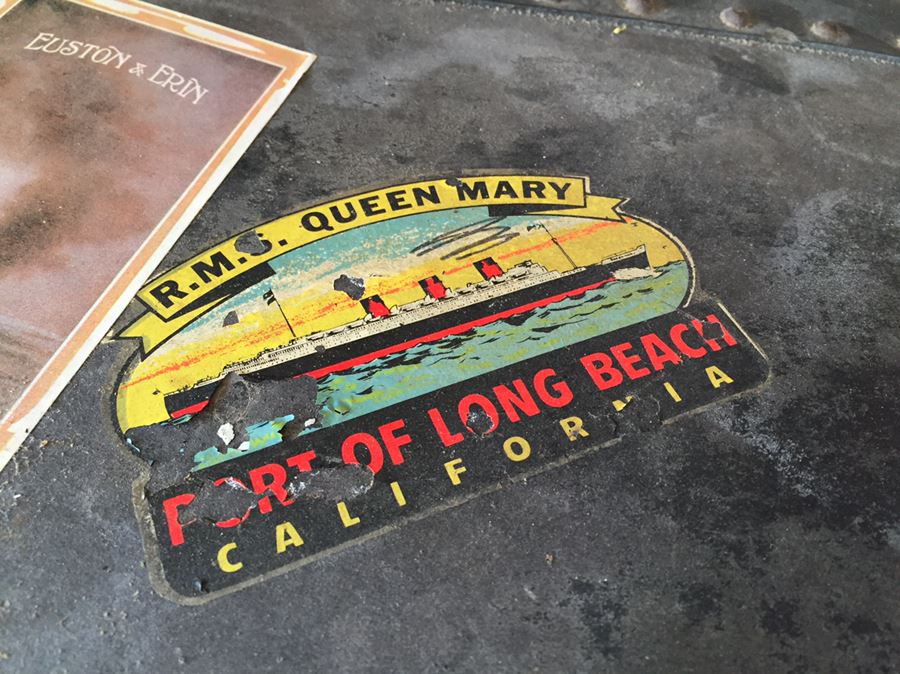 EUSTON & ERIN
R.M.S. QUEEN MARY
PORT OF LONG BEACH
CALIFORNIA